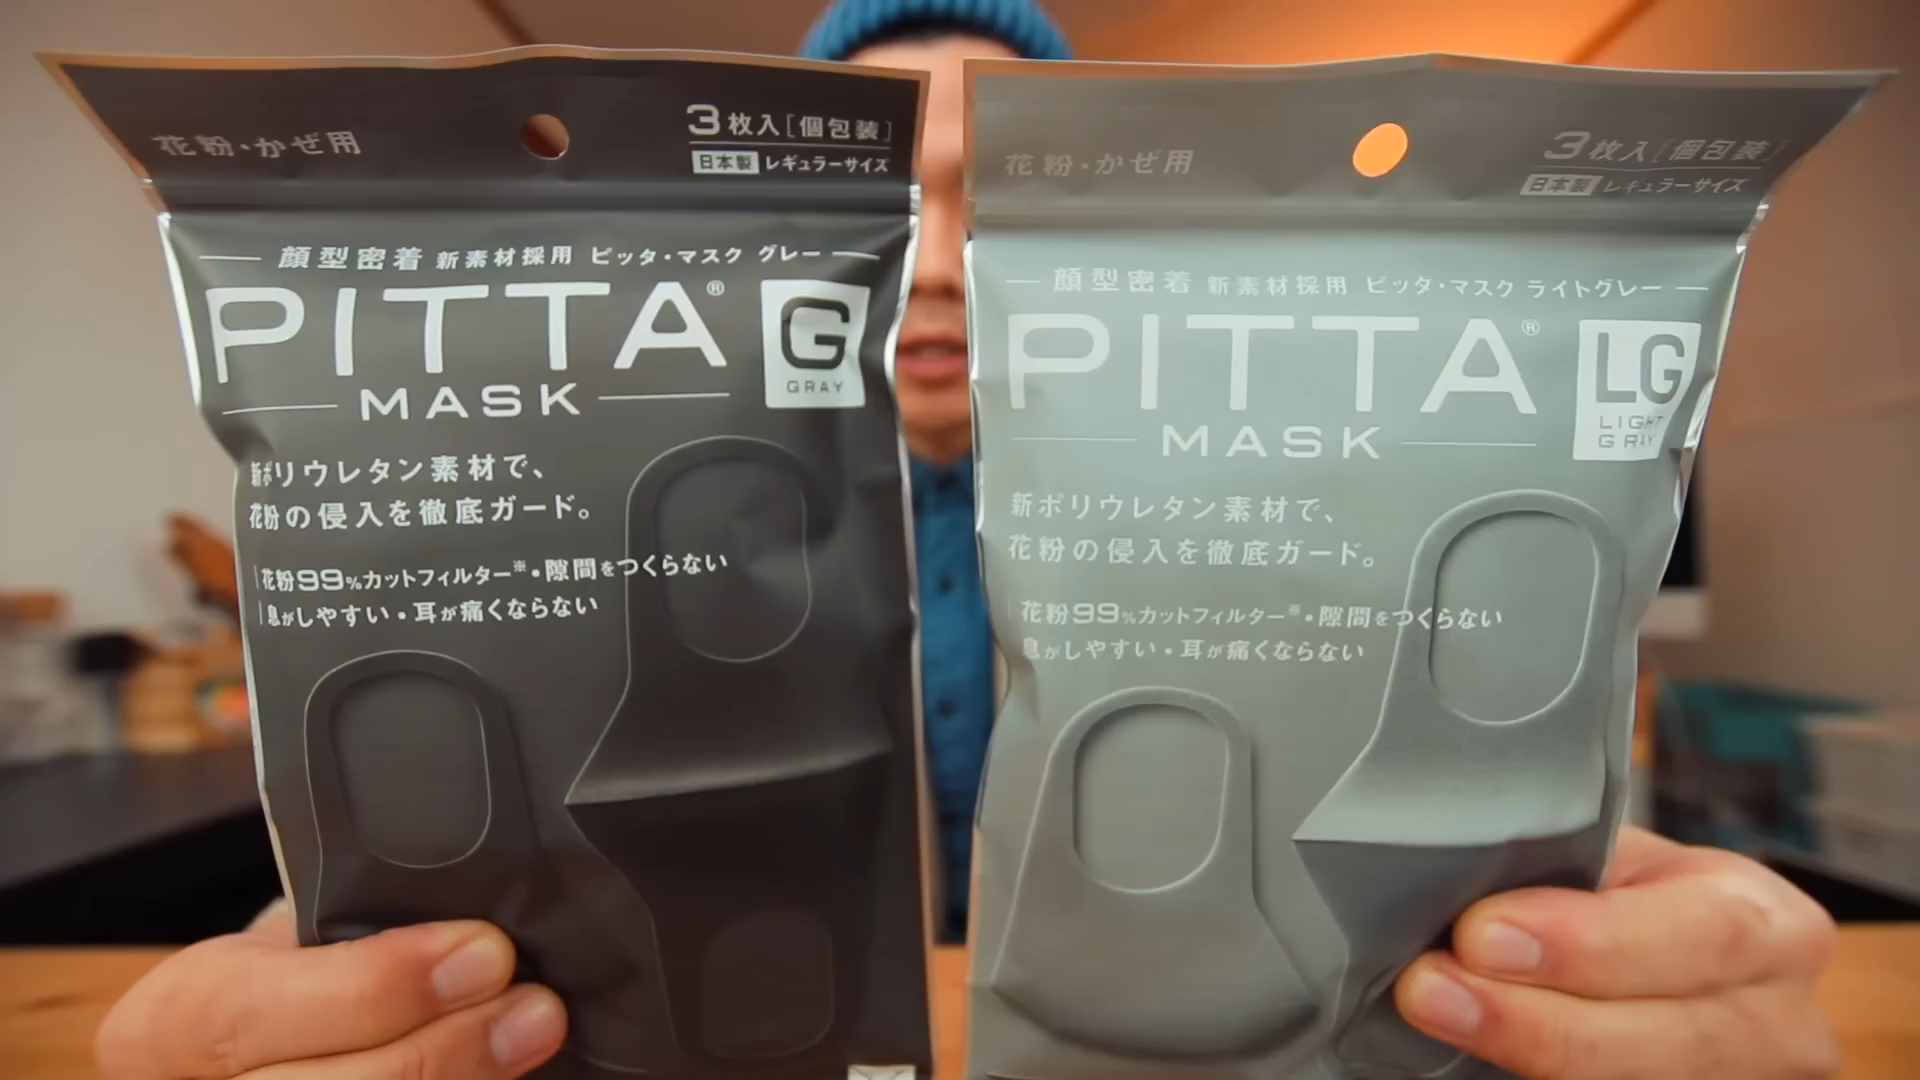 花粉・かぜ用
3枚入[個包装]
日本製 レギュラーサイズ
顔型密着 新素材採用 ピッタ・マスク グレー
PITTA® G
GRAY
MASK
新ポリウレタン素材で、
花粉の侵入を徹底ガード。
花粉99%カットフィルター※・隙間をつくらない
息がしやすい・耳が痛くならない
花粉・かぜ用
3枚入[個包装]
日本製 レギュラーサイズ
顔型密着 新素材採用 ピッタ・マスク ライトグレー
PITTA® LG
LIGHT
GRAY
MASK
新ポリウレタン素材で、
花粉の侵入を徹底ガード。
花粉99%カットフィルター※・隙間をつくらない
息がしやすい・耳が痛くならない